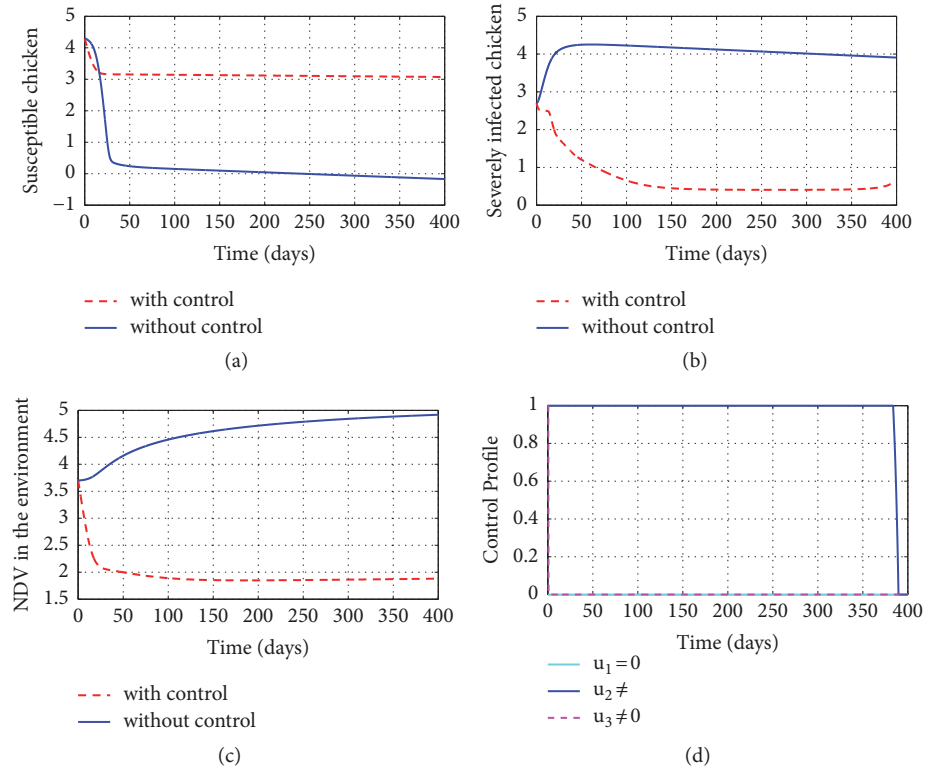 Susceptible chicken
5
4
3
2
1
0
−1
0 50 100 150 200 250 300 350 400
Time (days)
with control
without control
(a)
Severely infected chicken
5
4
3
2
1
0
0 50 100 150 200 250 300 350 400
Time (days)
with control
without control
(b)
NDV in the environment
5
4.5
4
3.5
3
2.5
2
1.5
0 50 100 150 200 250 300 350 400
Time (days)
with control
without control
(c)
Control Profile
1
0.8
0.6
0.4
0.2
0
0 50 100 150 200 250 300 350 400
Time (days)
u₁ = 0
u₂ ≠
u₃ ≠ 0
(d)